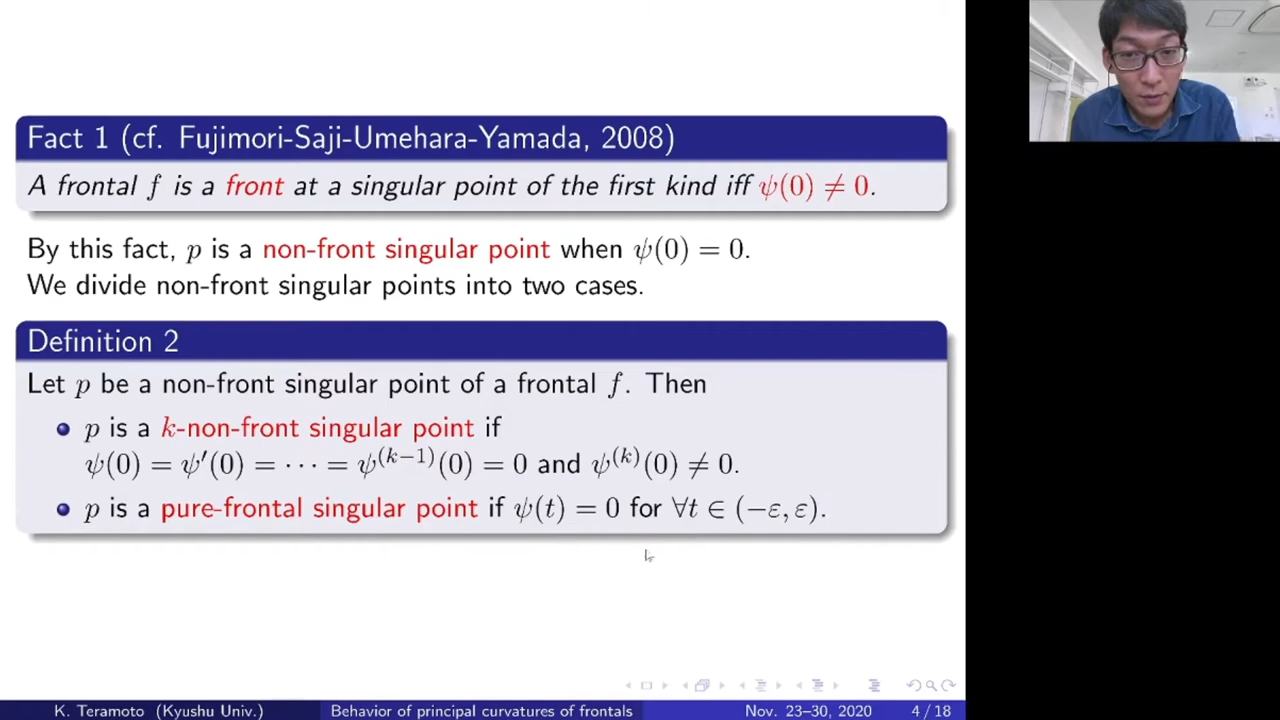 Fact 1 (cf. Fujimori-Saji-Umehara-Yamada, 2008)
A frontal f is a front at a singular point of the first kind iff ψ(0) ≠ 0.
By this fact, p is a non-front singular point when ψ(0) = 0.
We divide non-front singular points into two cases.
Definition 2
Let p be a non-front singular point of a frontal f. Then
p is a k-non-front singular point if
ψ(0) = ψ′(0) = ⋯ = ψ^(k−1)(0) = 0 and ψ^(k)(0) ≠ 0.
p is a pure-frontal singular point if ψ(t) = 0 for ∀t ∈ (−ε, ε).
K. Teramoto (Kyushu Univ.) Behavior of principal curvatures of frontals Nov. 23–30, 2020 4 / 18